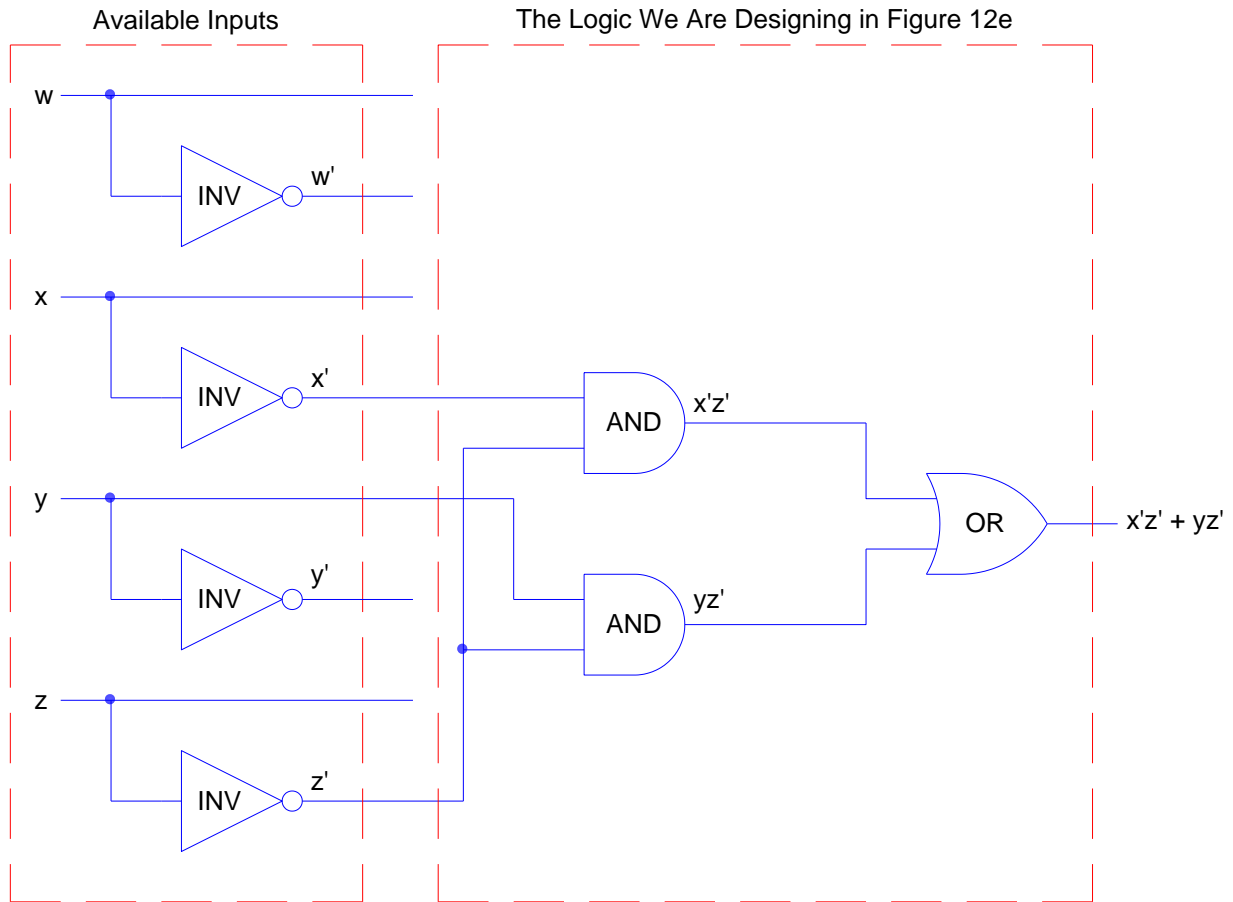 Available Inputs
The Logic We Are Designing in Figure 12e
w
INV
w'
x
INV
x'
AND
x'z'
y
OR
x'z' + yz'
INV
y'
AND
yz'
z
INV
z'